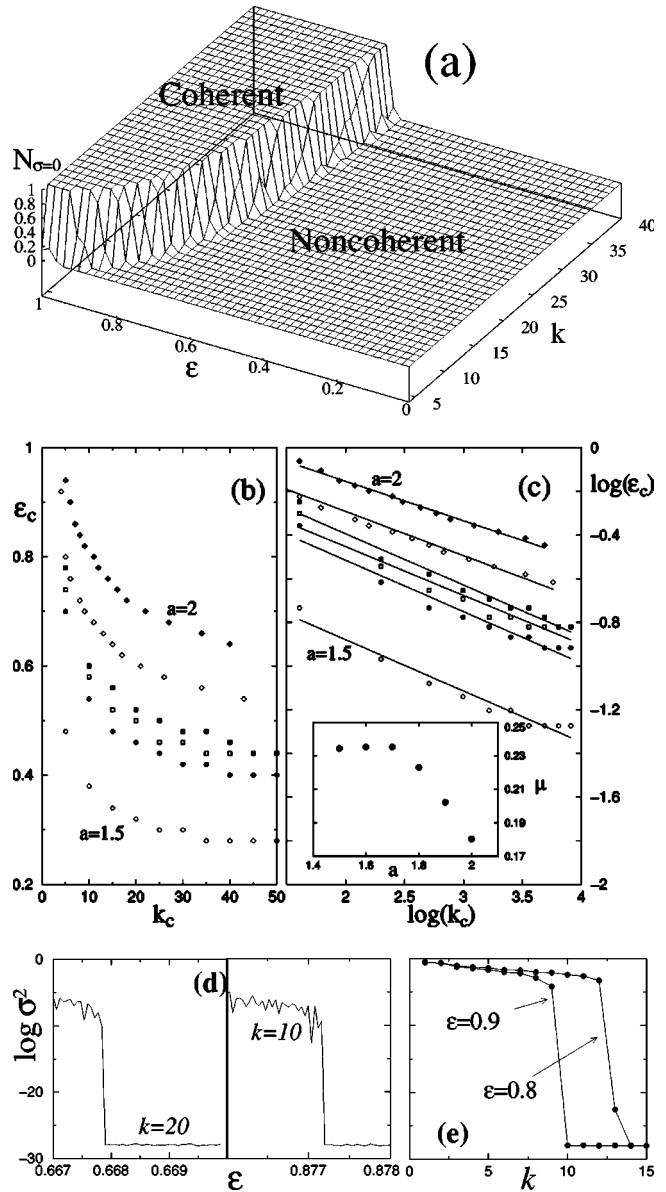 (a)
Coherent
Noncoherent
N σ=0
1
0.8
0.6
0.4
0.2
0
1
0.8
0.6
0.4
0.2
0
ε
5
10
15
20
25
30
35
40
k
(b)
1
εc
0.8
0.6
0.4
0.2
a=2
a=1.5
0
10
20
30
40
50
kc
(c)
0
log(εc)
−0.4
−0.8
−1.2
−1.6
−2
a=2
a=1.5
0.25
0.23
0.21
μ
0.19
0.17
1.4
1.6
1.8
2
a
2
2.5
3
3.5
4
log(kc)
(d)
0
−10
log σ²
−20
−30
k=20
k=10
0.667
0.668
0.669
0.877
0.878
ε
(e)
ε=0.9
ε=0.8
0
5
10
15
k